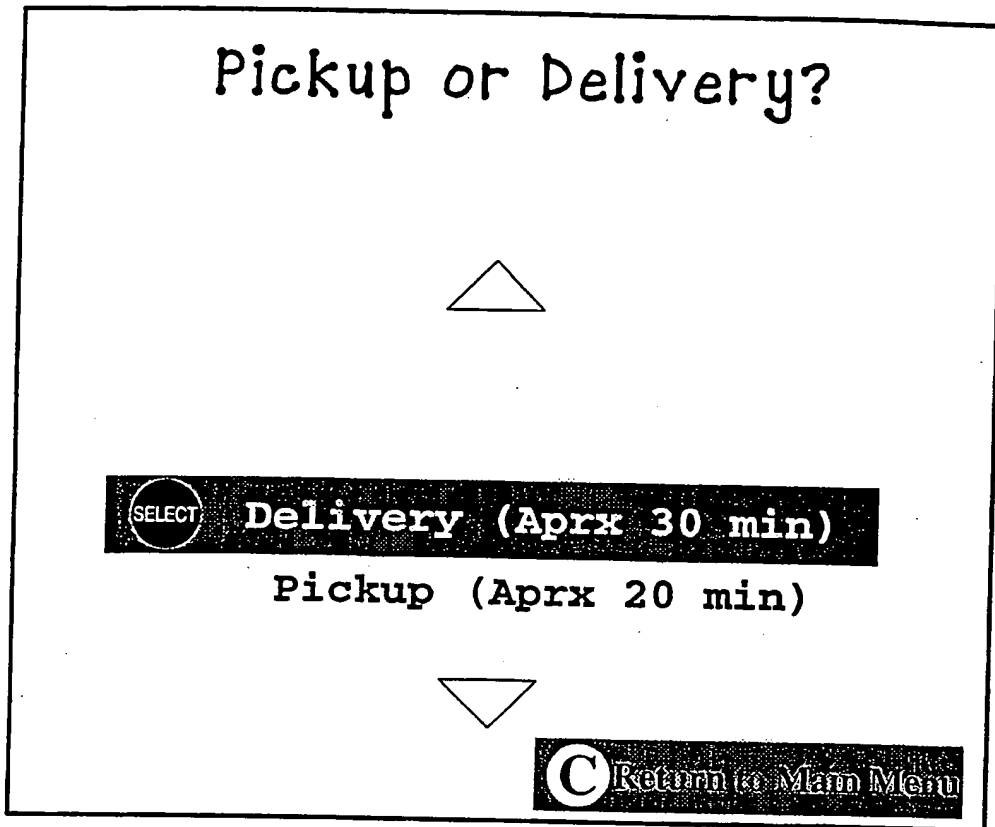 Pickup or Delivery?
SELECT Delivery (Aprx 30 min)
Pickup (Aprx 20 min)
C Return to Main Menu